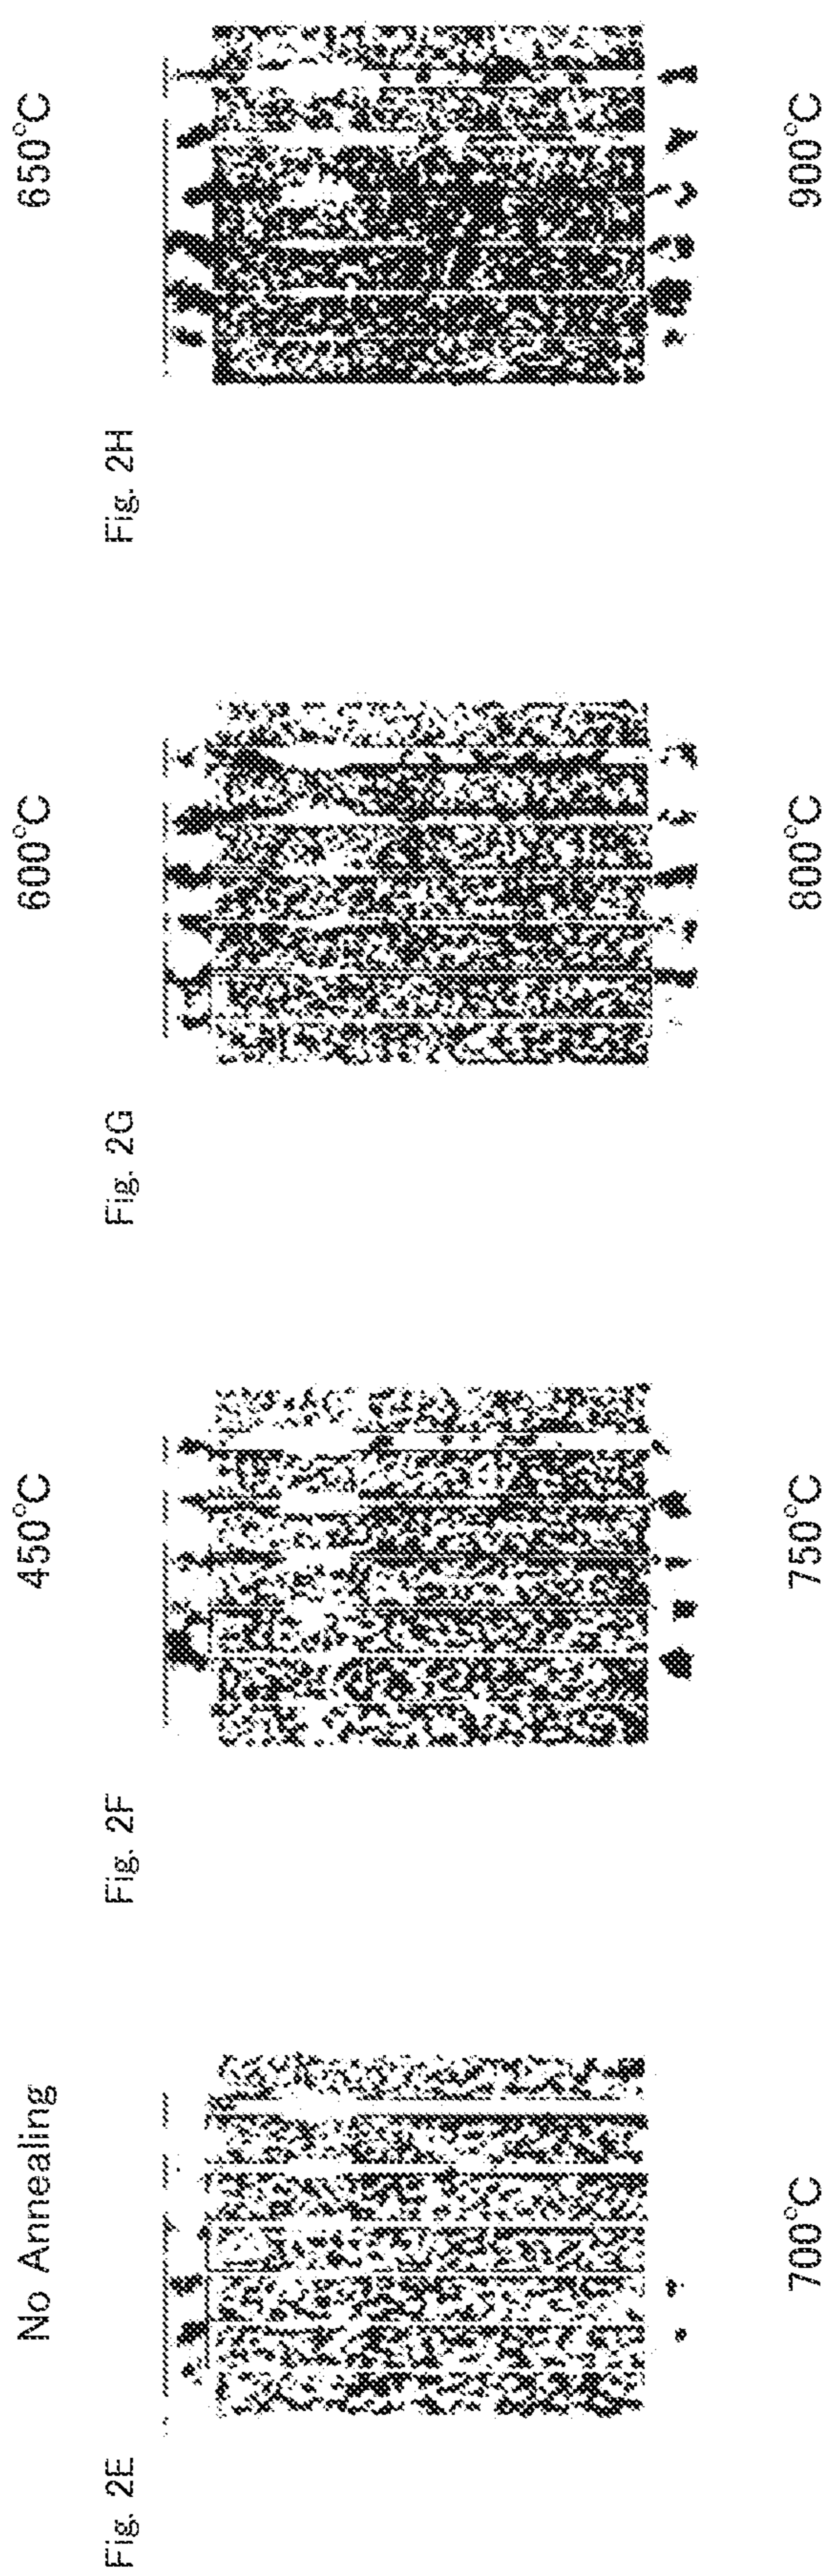 No Annealing
450°C
600°C
650°C
Fig. 2E
Fig. 2F
Fig. 2G
Fig. 2H
700°C
750°C
800°C
900°C